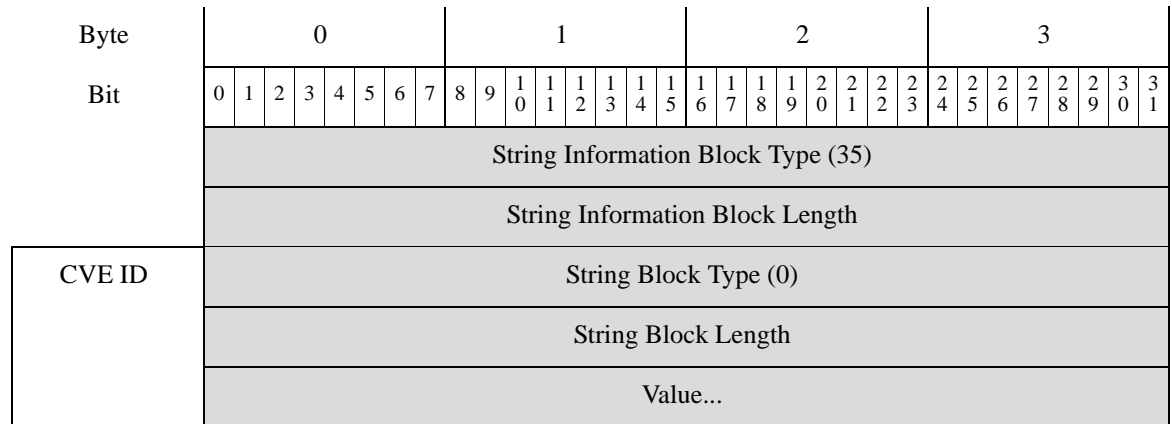 Byte 0 1 2 3
Bit 0 1 2 3 4 5 6 7 8 9 10 11 12 13 14 15 16 17 18 19 20 21 22 23 24 25 26 27 28 29 30 31
String Information Block Type (35)
String Information Block Length
CVE ID String Block Type (0)
String Block Length
Value...